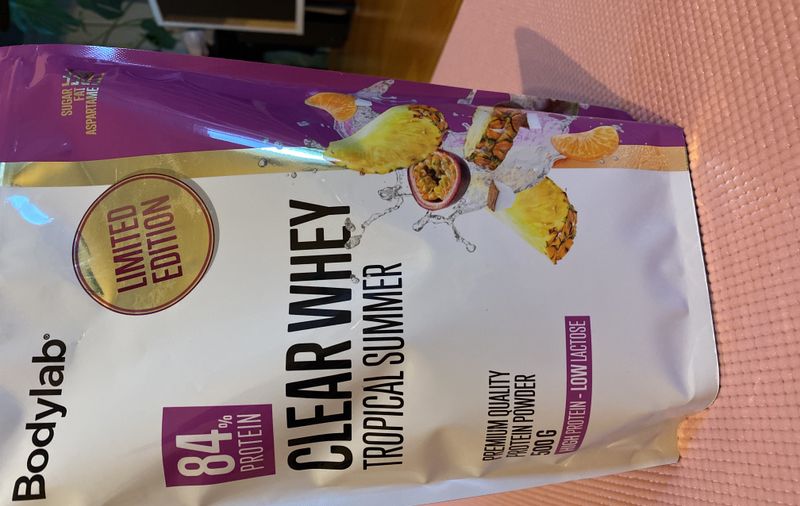 Bodylab®
SUGAR
FAT
ASPARTAME
LIMITED
EDITION
84%
PROTEIN
CLEAR WHEY
TROPICAL SUMMER
PREMIUM QUALITY
PROTEIN POWDER
500 G
HIGH PROTEIN - LOW LACTOSE